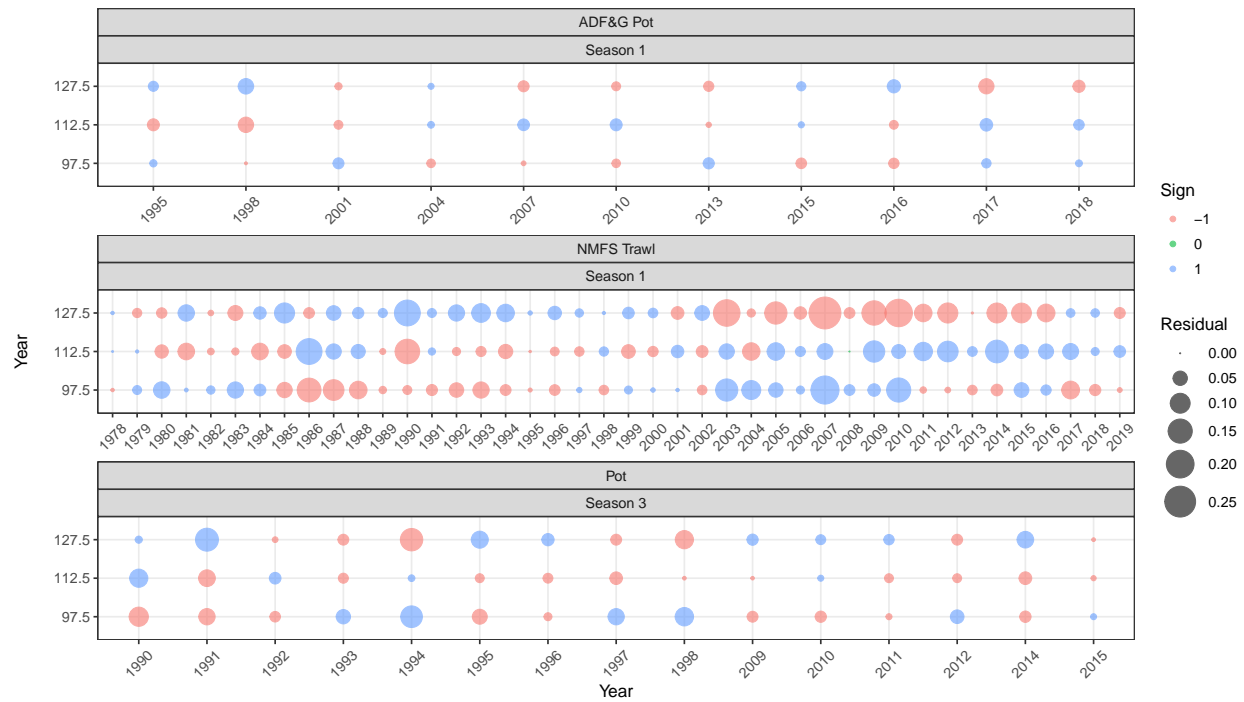 ADF&G Pot
Season 1
127.5
112.5
97.5
1995 1998 2001 2004 2007 2010 2013 2015 2016 2017 2018
NMFS Trawl
Season 1
127.5
112.5
97.5
1978 1979 1980 1981 1982 1983 1984 1985 1986 1987 1988 1989 1990 1991 1992 1993 1994 1995 1996 1997 1998 1999 2000 2001 2002 2003 2004 2005 2006 2007 2008 2009 2010 2011 2012 2013 2014 2015 2016 2017 2018 2019
Pot
Season 3
127.5
112.5
97.5
1990 1991 1992 1993 1994 1995 1996 1997 1998 2009 2010 2011 2012 2014 2015
Year
Year
Sign
−1
0
1
Residual
0.00
0.05
0.10
0.15
0.20
0.25